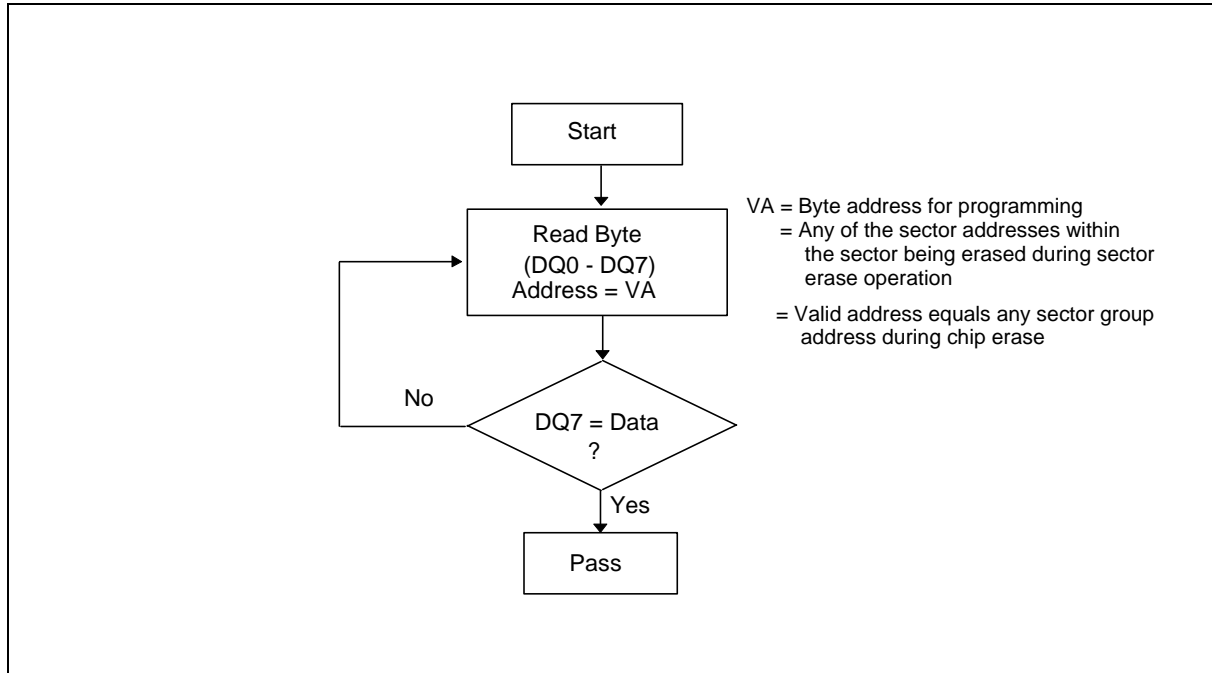 Start
Read Byte
(DQ0 - DQ7)
Address = VA
VA = Byte address for programming
= Any of the sector addresses within
the sector being erased during sector
erase operation
= Valid address equals any sector group
address during chip erase
No
DQ7 = Data
?
Yes
Pass